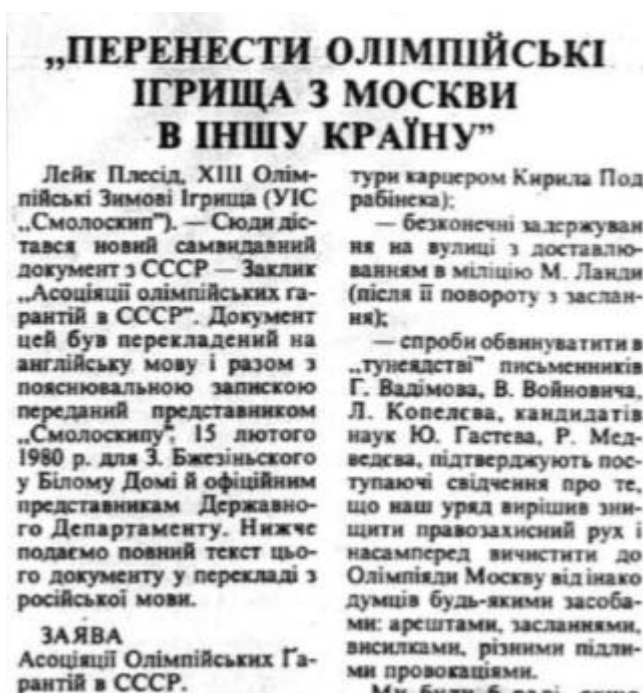 „ПЕРЕНЕСТИ ОЛІМПІЙСЬКІ
ІГРИЩА З МОСКВИ
В ІНШУ КРАЇНУ”
Лейк Плесід, XIII Олім-
пійські Зимові Ігрища (УІС
„Смолоскип”). — Сюди діс-
тався новий самвидавний
документ з СССР — Заклик
„Асоціяції олімпійських га-
рантій в СССР”. Документ
цей був перекладений на
англійську мову і разом з
пояснювальною запискою
переданий представником
„Смолоскипу”, 15 лютого
1980 р. для З. Бжезінського
у Білому Домі й офіційним
представникам Державно-
го Департаменту. Нижче
подаємо повний текст цьо-
го документу у перекладі з
російської мови.
ЗАЯВА
Асоціяції Олімпійських Ґа-
рантій в СССР.
тури карцером Кирила Под
рабінека);
— безконечні задержуван
ня на вулиці з доставлю-
ванням в міліцію М. Ланди
(після її повороту з заслан-
ня);
— спроби обвинуватити в
„тунеядстві” письменників
Г. Вадімова, В. Войновича,
Л. Копелєва, кандидатів
наук Ю. Гастева, Р. Мед-
ведєва, підтверджують пос-
тупаючі свідчення про те,
що наш уряд вирішив зни-
щити правозахисний рух і
насамперед вичистити до
Олімпіяди Москву від інако
думців будь-якими засоба-
ми: арештами, засланнями,
висилками, різними підли-
ми провокаціями.